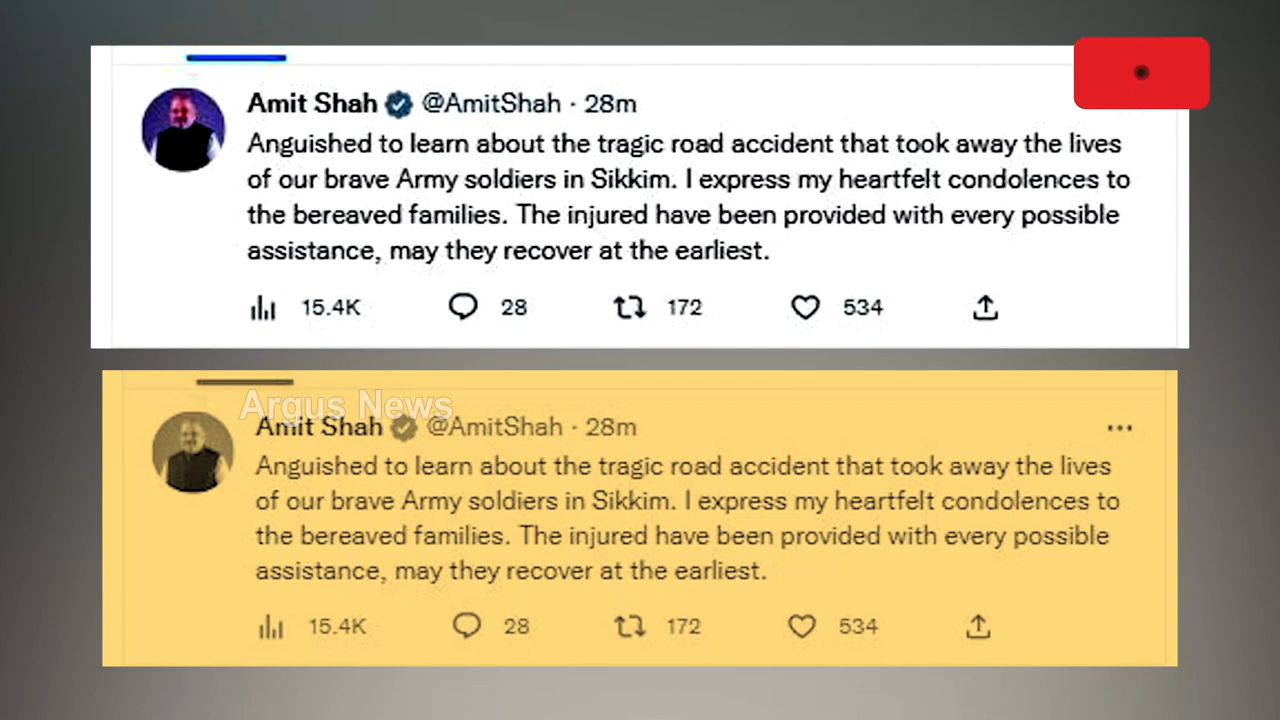 Amit Shah @AmitShah · 28m
Anguished to learn about the tragic road accident that took away the lives
of our brave Army soldiers in Sikkim. I express my heartfelt condolences to
the bereaved families. The injured have been provided with every possible
assistance, may they recover at the earliest.
15.4K 28 172 534
Argus News
Amit Shah @AmitShah · 28m
Anguished to learn about the tragic road accident that took away the lives
of our brave Army soldiers in Sikkim. I express my heartfelt condolences to
the bereaved families. The injured have been provided with every possible
assistance, may they recover at the earliest.
15.4K 28 172 534